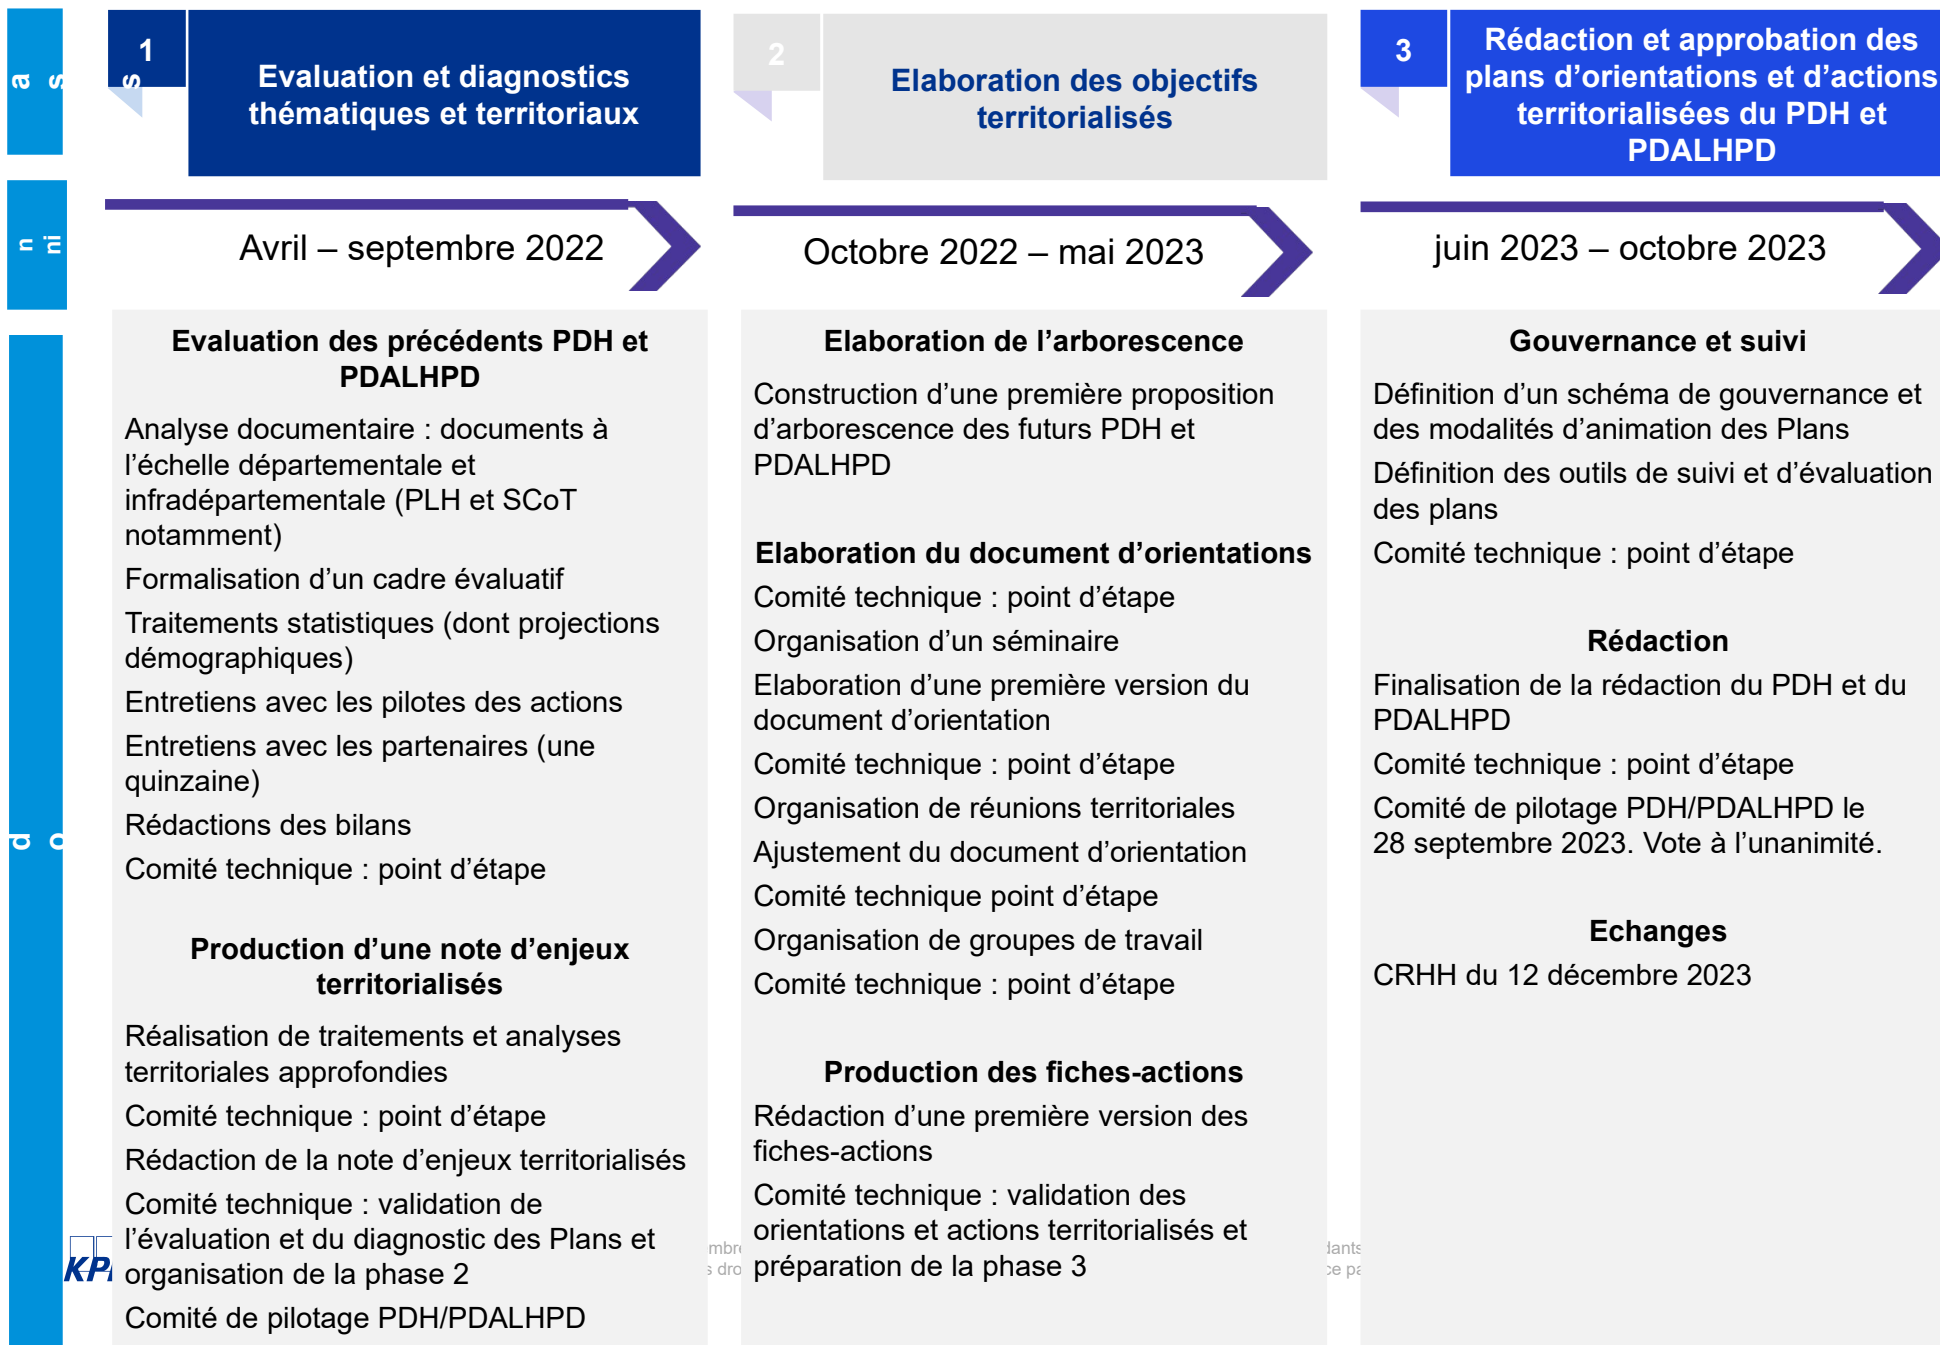 1
Evaluation et diagnostics
thématiques et territoriaux
2
Elaboration des objectifs
territorialisés
3
Rédaction et approbation des
plans d’orientations et d’actions
territorialisées du PDH et
PDALHPD
Avril – septembre 2022
Octobre 2022 – mai 2023
juin 2023 – octobre 2023
Evaluation des précédents PDH et
PDALHPD
Analyse documentaire : documents à
l’échelle départementale et
infradépartementale (PLH et SCoT
notamment)
Formalisation d’un cadre évaluatif
Traitements statistiques (dont projections
démographiques)
Entretiens avec les pilotes des actions
Entretiens avec les partenaires (une
quinzaine)
Rédactions des bilans
Comité technique : point d’étape
Production d’une note d’enjeux
territorialisés
Réalisation de traitements et analyses
territoriales approfondies
Comité technique : point d’étape
Rédaction de la note d’enjeux territorialisés
Comité technique : validation de
l’évaluation et du diagnostic des Plans et
organisation de la phase 2
Comité de pilotage PDH/PDALHPD
Elaboration de l’arborescence
Construction d’une première proposition
d’arborescence des futurs PDH et
PDALHPD
Elaboration du document d’orientations
Comité technique : point d’étape
Organisation d’un séminaire
Elaboration d’une première version du
document d’orientation
Comité technique : point d’étape
Organisation de réunions territoriales
Ajustement du document d’orientation
Comité technique point d’étape
Organisation de groupes de travail
Comité technique : point d’étape
Production des fiches-actions
Rédaction d’une première version des
fiches-actions
Comité technique : validation des
orientations et actions territorialisés et
préparation de la phase 3
Gouvernance et suivi
Définition d’un schéma de gouvernance et
des modalités d’animation des Plans
Définition des outils de suivi et d’évaluation
des plans
Comité technique : point d’étape
Rédaction
Finalisation de la rédaction du PDH et du
PDALHPD
Comité technique : point d’étape
Comité de pilotage PDH/PDALHPD le
28 septembre 2023. Vote à l’unanimité.
Echanges
CRHH du 12 décembre 2023